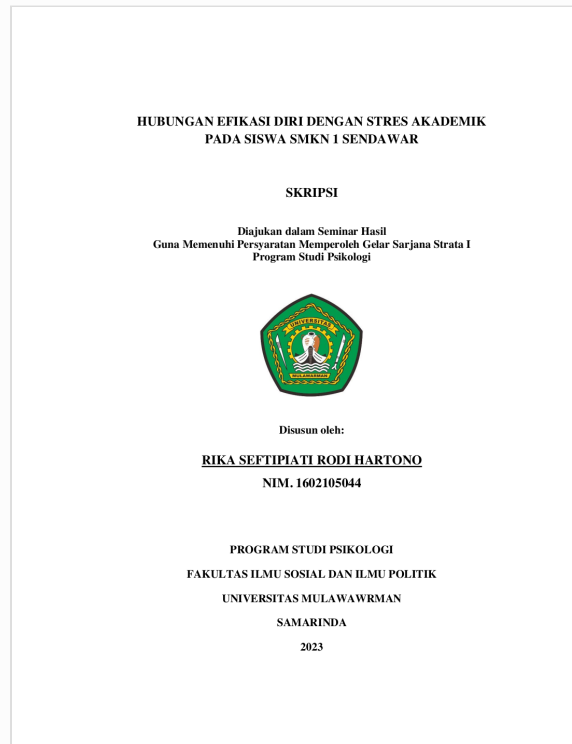 HUBUNGAN EFIKASI DIRI DENGAN STRES AKADEMIK
PADA SISWA SMKN 1 SENDAWAR
SKRIPSI
Diajukan dalam Seminar Hasil
Guna Memenuhi Persyaratan Memperoleh Gelar Sarjana Strata I
Program Studi Psikologi
UNIVERSITAS
MULAWARMAN
Disusun oleh:
RIKA SEFTIPIATI RODI HARTONO
NIM. 1602105044
PROGRAM STUDI PSIKOLOGI
FAKULTAS ILMU SOSIAL DAN ILMU POLITIK
UNIVERSITAS MULAWAWRMAN
SAMARINDA
2023